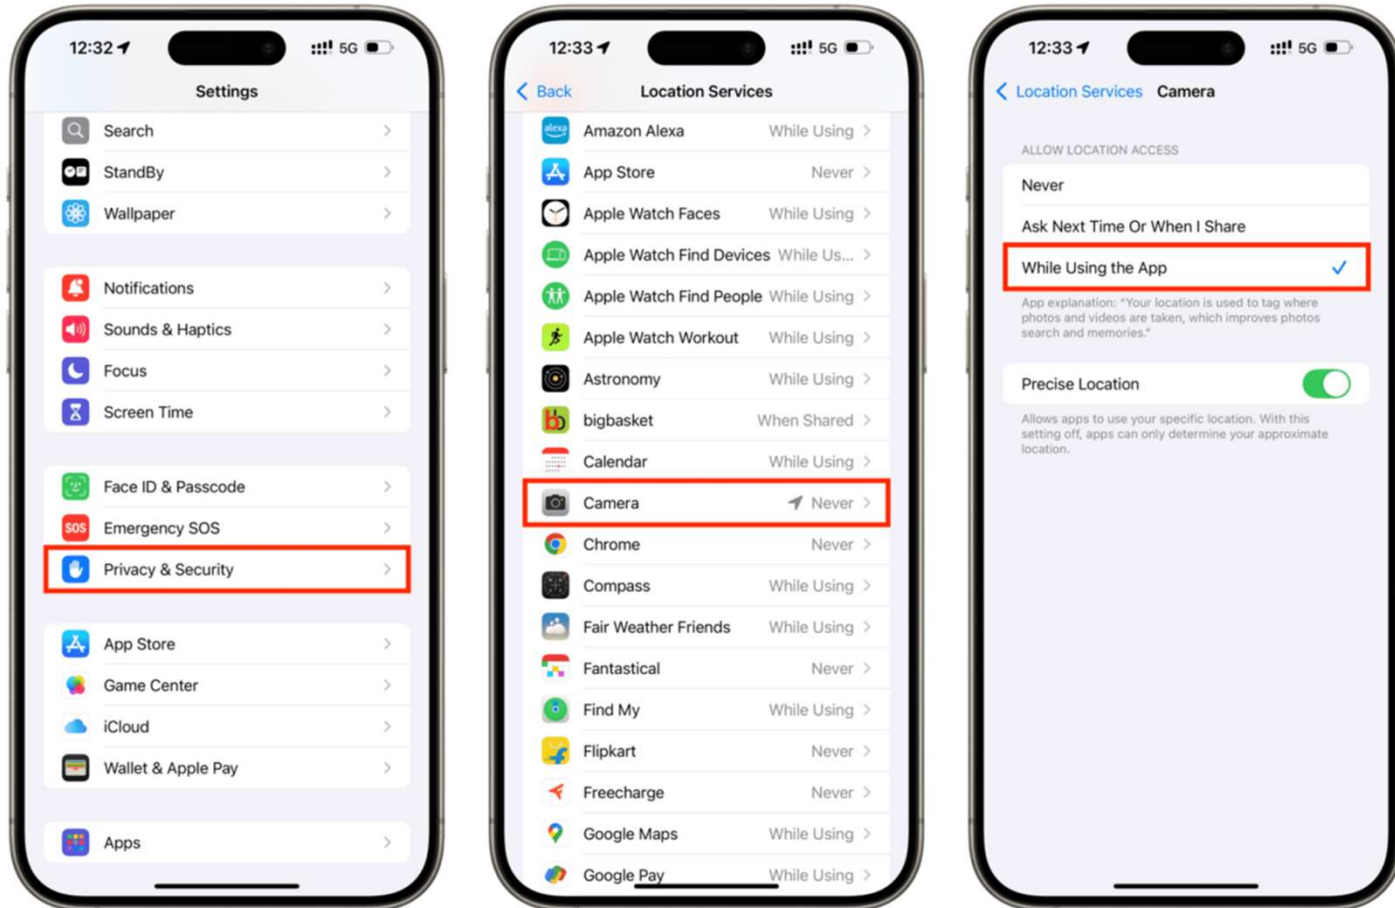 12:32
5G
Settings
Search
StandBy
Wallpaper
Notifications
Sounds & Haptics
Focus
Screen Time
Face ID & Passcode
SOS
Emergency SOS
Privacy & Security
App Store
Game Center
iCloud
Wallet & Apple Pay
Apps
12:33
5G
Back
Location Services
alexa
Amazon Alexa While Using
App Store Never
Apple Watch Faces While Using
Apple Watch Find Devices While Us...
Apple Watch Find People While Using
Apple Watch Workout While Using
Astronomy While Using
bb
bigbasket When Shared
Calendar While Using
Camera Never
Chrome Never
Compass While Using
Fair Weather Friends While Using
Fantastical Never
Find My While Using
Flipkart Never
Freecharge Never
Google Maps While Using
Google Pay While Using
12:33
5G
Location Services Camera
ALLOW LOCATION ACCESS
Never
Ask Next Time Or When I Share
While Using the App
App explanation: “Your location is used to tag where
photos and videos are taken, which improves photos
search and memories.”
Precise Location
Allows apps to use your specific location. With this
setting off, apps can only determine your approximate
location.